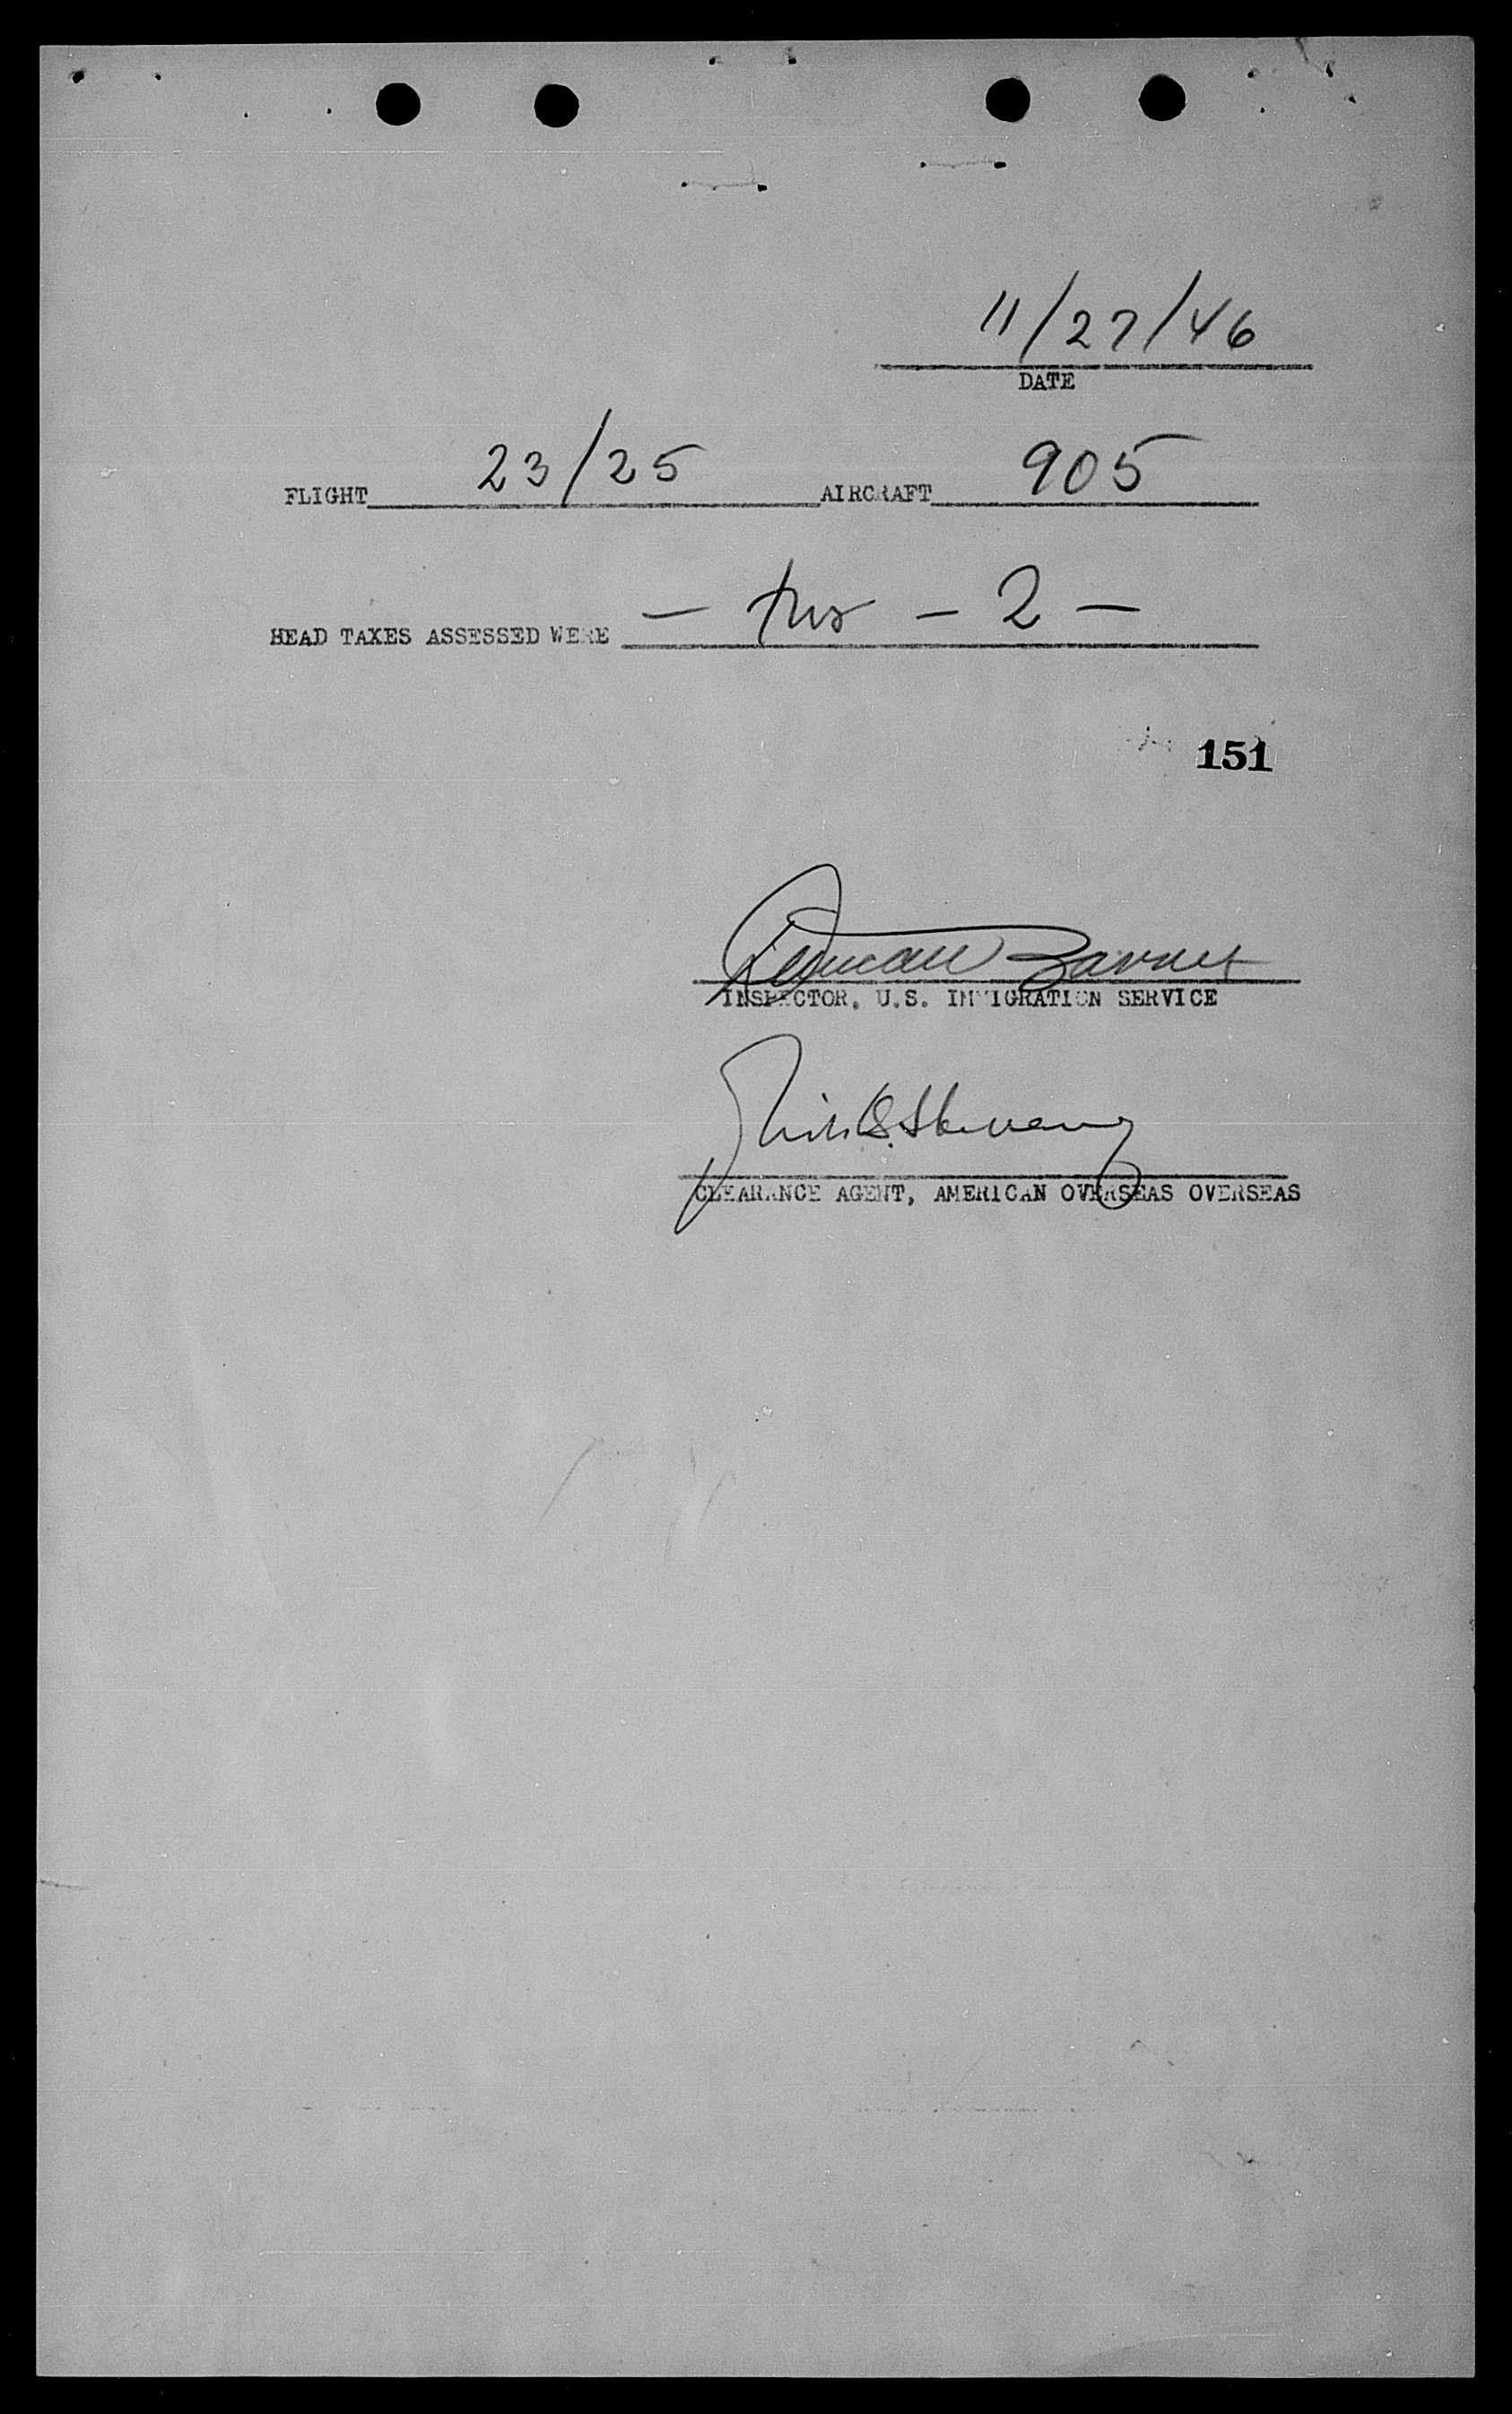 11/27/46
DATE
FLIGHT 23/25 AIRCRAFT 905
HEAD TAXES ASSESSED WERE — two — 2 —
151
INSPECTOR, U.S. IMMIGRATION SERVICE
CLEARANCE AGENT, AMERICAN OVERSEAS OVERSEAS